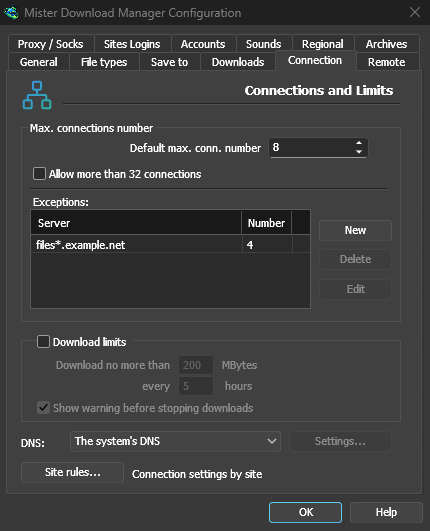 Mister Download Manager Configuration
Proxy / Socks Sites Logins Accounts Sounds Regional Archives
General File types Save to Downloads Connection Remote
Connections and Limits
Max. connections number
Default max. conn. number 8
Allow more than 32 connections
Exceptions:
Server Number
files*.example.net 4
New
Delete
Edit
Download limits
Download no more than 200 MBytes
every 5 hours
Show warning before stopping downloads
DNS: The system's DNS Settings...
Site rules... Connection settings by site
OK Help